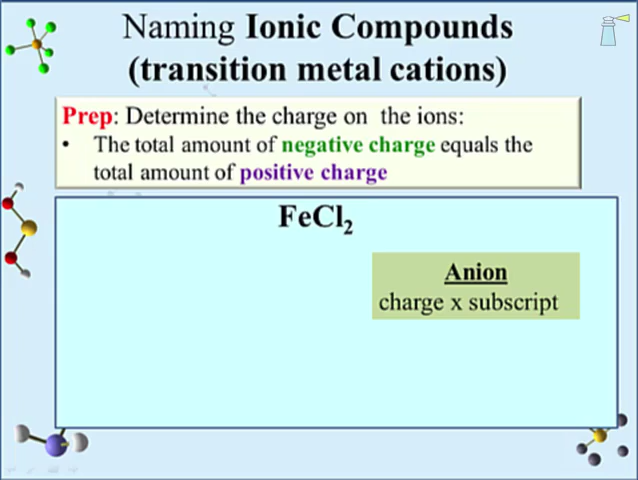 Naming Ionic Compounds
(transition metal cations)
Prep: Determine the charge on the ions:
• The total amount of negative charge equals the
total amount of positive charge
FeCl₂
Anion
charge x subscript